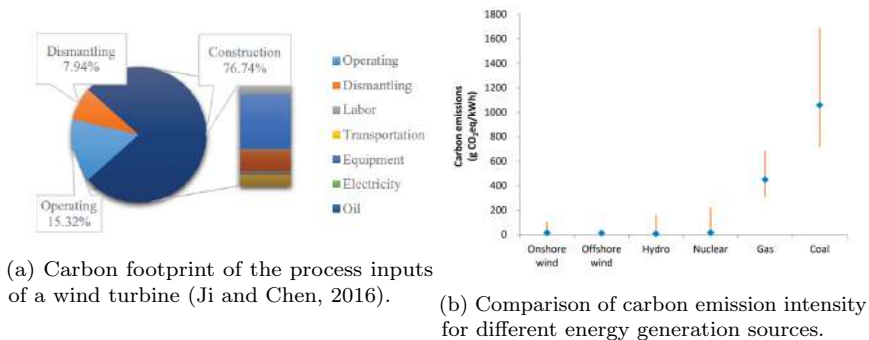 Dismantling
7.94%
Construction
76.74%
Operating
15.32%
Operating
Dismantling
Labor
Transportation
Equipment
Electricity
Oil
(a) Carbon footprint of the process inputs
of a wind turbine (Ji and Chen, 2016).
Carbon emissions
(g CO₂eq/kWh)
1800
1600
1400
1200
1000
800
600
400
200
0
Onshore
wind
Offshore
wind
Hydro
Nuclear
Gas
Coal
(b) Comparison of carbon emission intensity
for different energy generation sources.